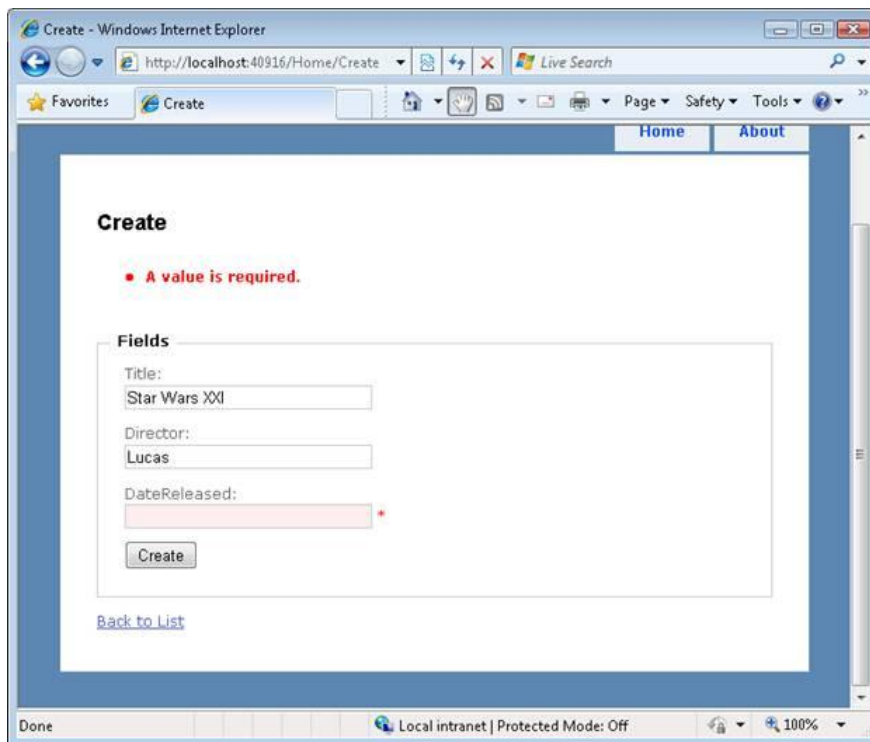 Create - Windows Internet Explorer
http://localhost:40916/Home/Create
Live Search
Favorites
Create
Page
Safety
Tools
Home
About
Create
• A value is required.
Fields
Title:
Star Wars XXI
Director:
Lucas
DateReleased:
*
Create
Back to List
Done
Local intranet | Protected Mode: Off
100%